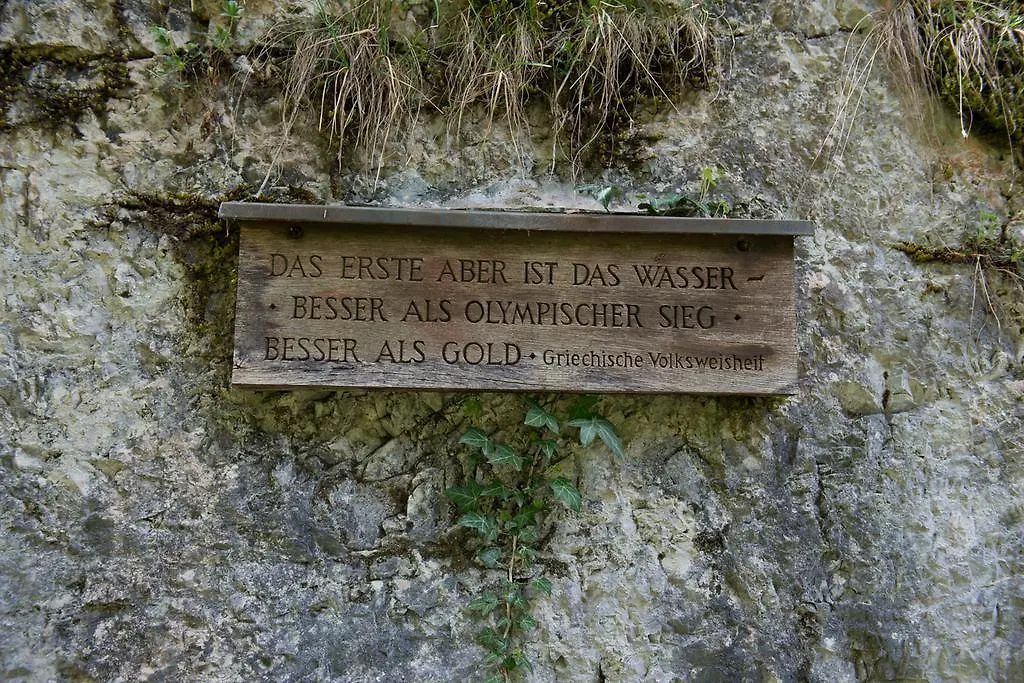 DAS ERSTE ABER IST DAS WASSER –
· BESSER ALS OLYMPISCHER SIEG ·
BESSER ALS GOLD · Griechische Volksweisheit